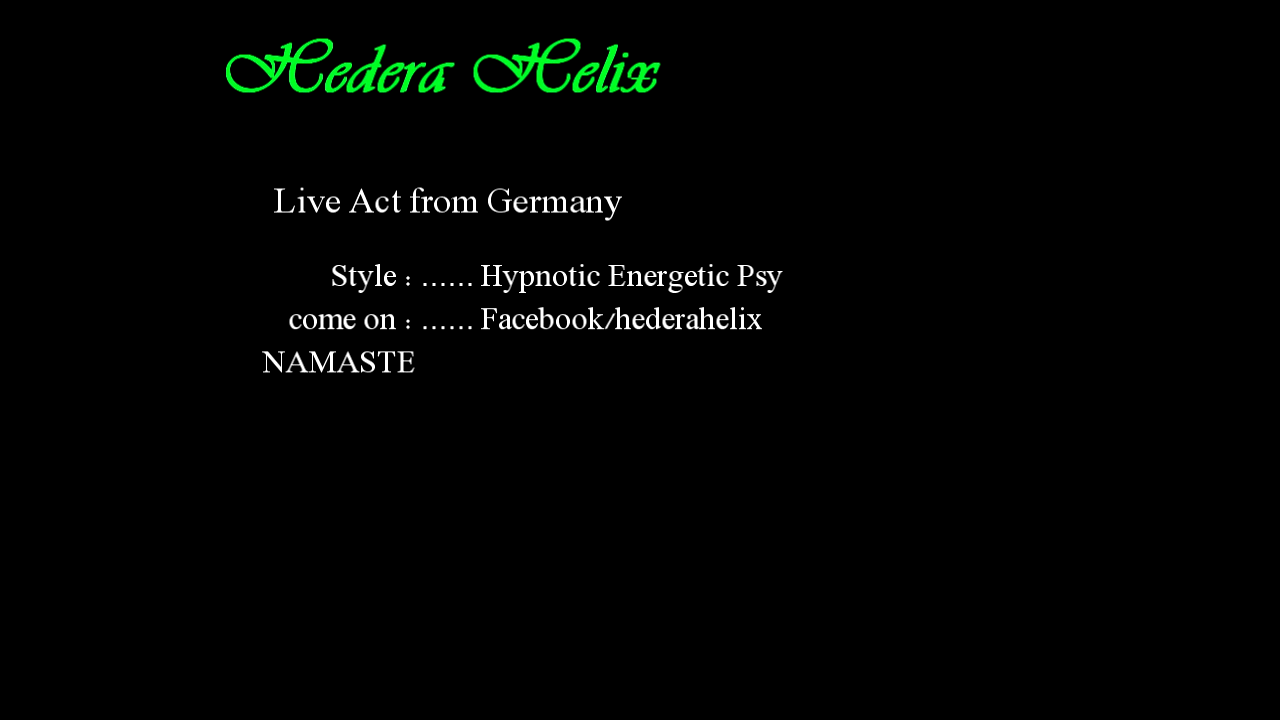 Hedera Helix
Live Act from Germany
Style : ...... Hypnotic Energetic Psy
come on : ...... Facebook/hederahelix
NAMASTE